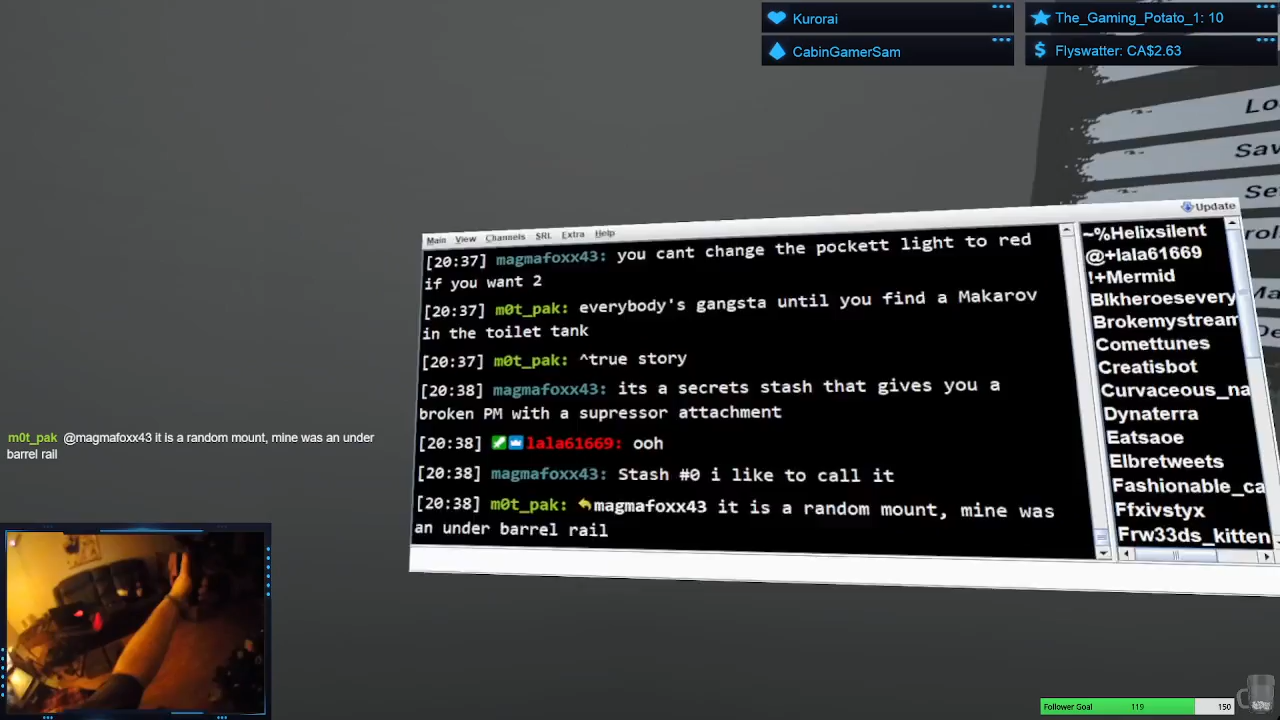 Kurorai
The_Gaming_Potato_1: 10
CabinGamerSam
Flyswatter: CA$2.63
Update
Main View Channels SRL Extra Help
[20:37] magmafoxx43: you cant change the pockett light to red
if you want 2
[20:37] m0t_pak: everybody's gangsta until you find a Makarov
in the toilet tank
[20:37] m0t_pak: ^true story
[20:38] magmafoxx43: its a secrets stash that gives you a
broken PM with a supressor attachment
[20:38] lala61669: ooh
[20:38] magmafoxx43: Stash #0 i like to call it
[20:38] m0t_pak: magmafoxx43 it is a random mount, mine was
an under barrel rail
~%Helixsilent
@+lala61669
!+Mermid
Blkheroesevery
Brokemystream
Comettunes
Creatisbot
Curvaceous_na
Dynaterra
Eatsaoe
Elbretweets
Fashionable_ca
Ffxivstyx
Frw33ds_kitten
Lo
Sav
Se
rol
Ma
De
m0t_pak @magmafoxx43 it is a random mount, mine was an under
barrel rail
Follower Goal 119 150